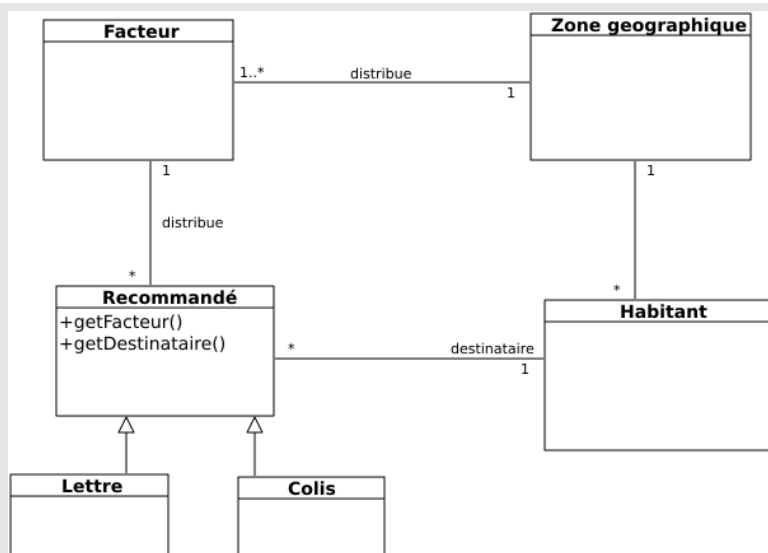 Facteur
Zone geographique
1..*
distribue
1
1
1
distribue
*
*
Recommandé
+getFacteur()
+getDestinataire()
Habitant
*
destinataire
1
Lettre
Colis